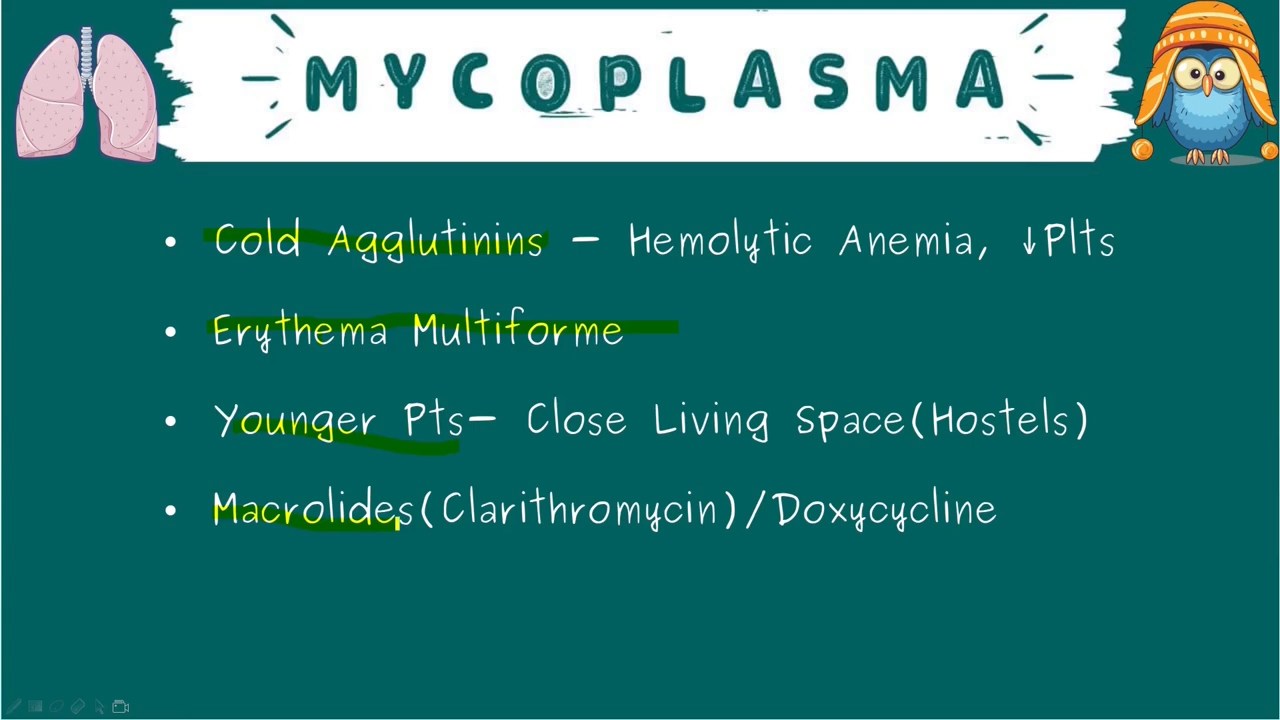 MYCOPLASMA
• Cold Agglutinins – Hemolytic Anemia, ↓Plts
• Erythema Multiforme
• Younger Pts– Close Living Space(Hostels)
• Macrolides(Clarithromycin)/Doxycycline